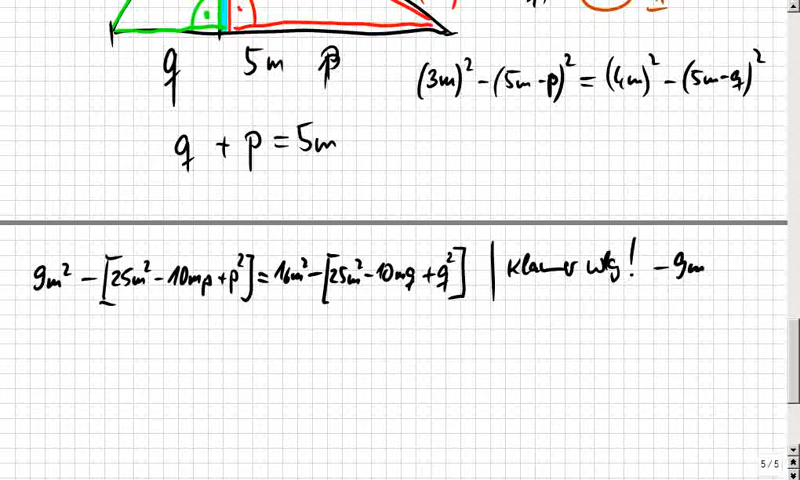 q 5m p
(3m)² - (5m - p)² = (4m)² - (5m - q)²
q + p = 5m
9m² - [25m² - 10mp + p²] = 16m² - [25m² - 10mq + q²] | Klammer weg! - 9m
5/5